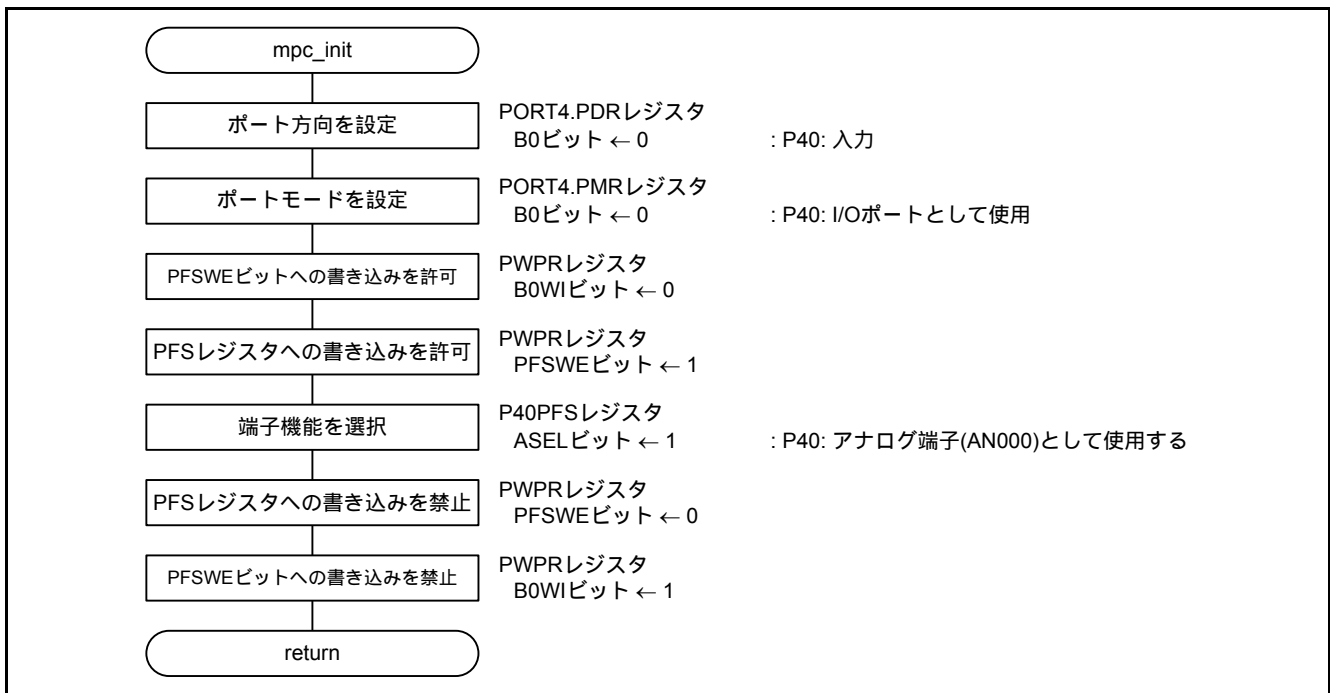 mpc_init
ポート方向を設定
PORT4.PDRレジスタ
B0ビット ← 0 : P40: 入力
ポートモードを設定
PORT4.PMRレジスタ
B0ビット ← 0 : P40: I/Oポートとして使用
PFSWEビットへの書き込みを許可
PWPRレジスタ
B0WIビット ← 0
PFSレジスタへの書き込みを許可
PWPRレジスタ
PFSWEビット ← 1
端子機能を選択
P40PFSレジスタ
ASELビット ← 1 : P40: アナログ端子(AN000)として使用する
PFSレジスタへの書き込みを禁止
PWPRレジスタ
PFSWEビット ← 0
PFSWEビットへの書き込みを禁止
PWPRレジスタ
B0WIビット ← 1
return